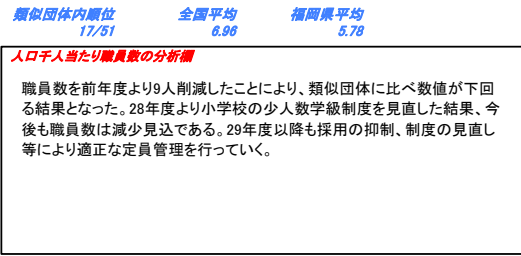 類似団体内順位 全国平均 福岡県平均
17/51 6.96 5.78
人口千人当たり職員数の分析欄
職員数を前年度より9人削減したことにより、類似団体に比べ数値が下回
る結果となった。28年度より小学校の少人数学級制度を見直した結果、今
後も職員数は減少見込である。29年度以降も採用の抑制、制度の見直し
等により適正な定員管理を行っていく。